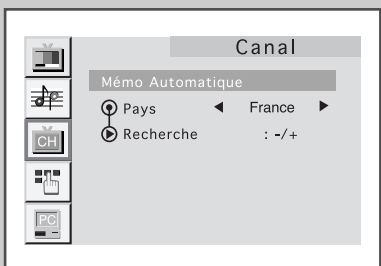 Canal
Mémo Automatique
Pays ◀ France ▶
CH
Recherche : -/+
PC